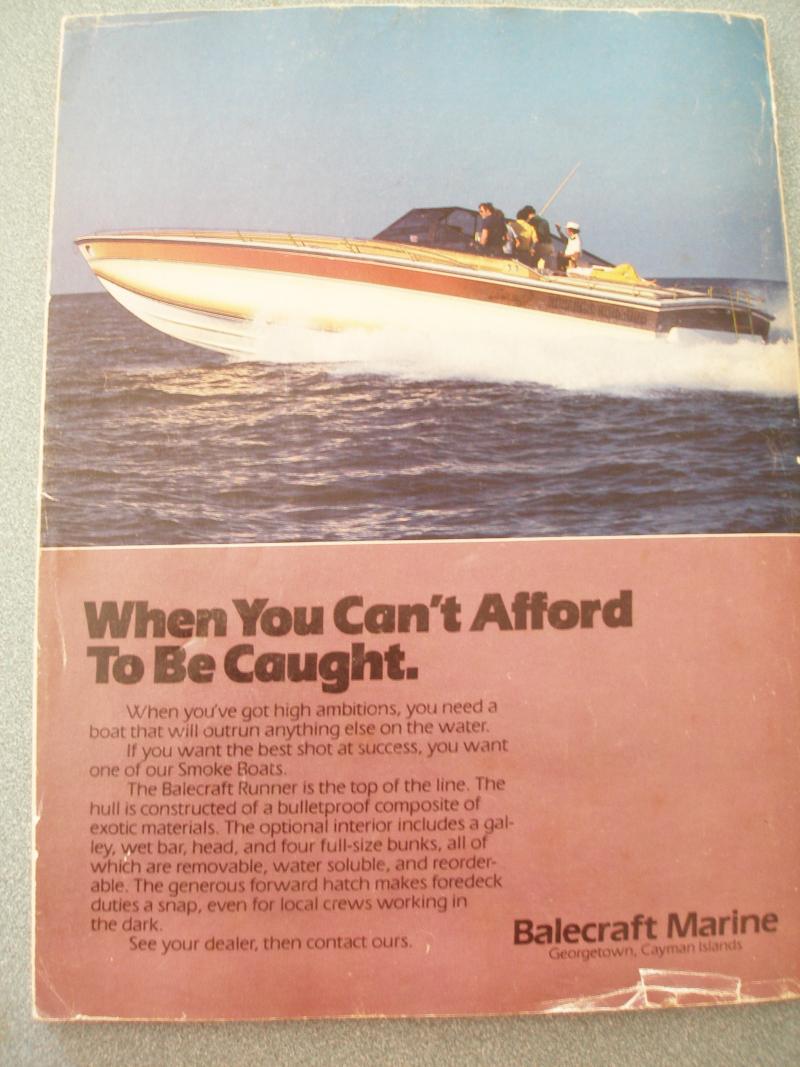 When You Can't Afford
To Be Caught.
When you've got high ambitions, you need a
boat that will outrun anything else on the water.
If you want the best shot at success, you want
one of our Smoke Boats.
The Balecraft Runner is the top of the line. The
hull is constructed of a bulletproof composite of
exotic materials. The optional interior includes a gal-
ley, wet bar, head, and four full-size bunks, all of
which are removable, water soluble, and reorder-
able. The generous forward hatch makes foredeck
duties a snap, even for local crews working in
the dark.
See your dealer, then contact ours.
Balecraft Marine
Georgetown, Cayman Islands